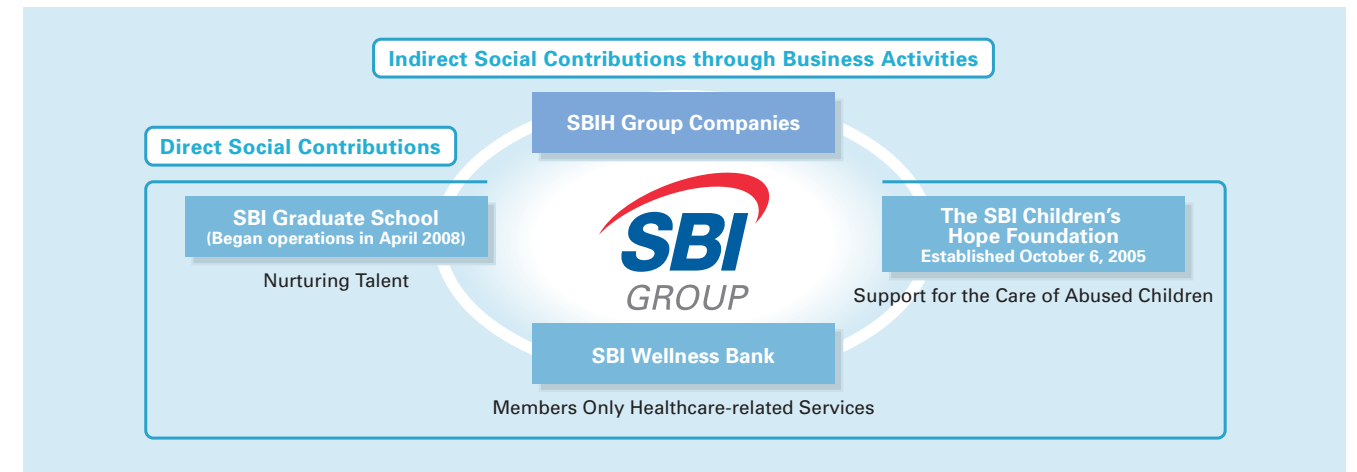 Indirect Social Contributions through Business Activities
SBIH Group Companies
Direct Social Contributions
SBI Graduate School
(Began operations in April 2008)
Nurturing Talent
SBI
GROUP
The SBI Children's
Hope Foundation
Established October 6, 2005
Support for the Care of Abused Children
SBI Wellness Bank
Members Only Healthcare-related Services